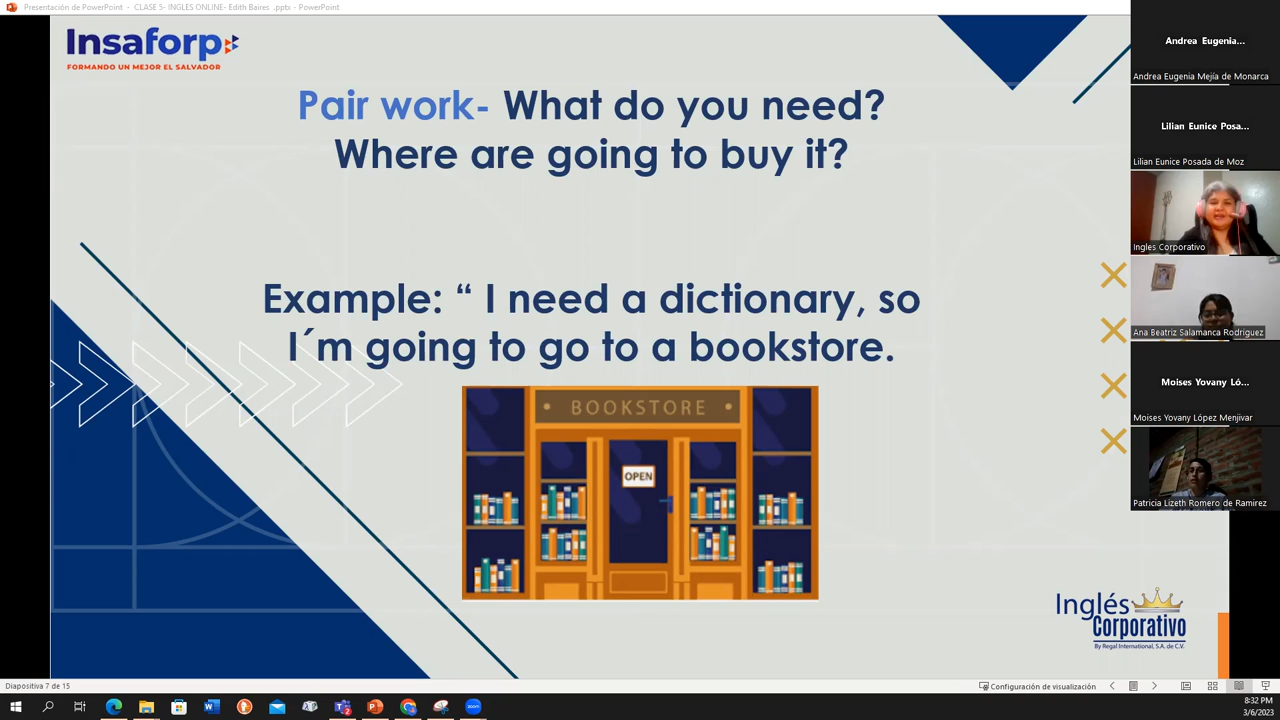 Presentación de PowerPoint - CLASE 5- INGLES ONLINE- Edith Baires .pptx - PowerPoint
Insaforp
FORMANDO UN MEJOR EL SALVADOR
Pair work- What do you need?
Where are going to buy it?
Example: “ I need a dictionary, so
I´m going to go to a bookstore.
BOOKSTORE
OPEN
Inglés
Corporativo
By Regal International, S.A. de C.V.
Andrea Eugenia...
Andrea Eugenia Mejía de Monarca
Lilian Eunice Posa...
Lilian Eunice Posada de Moz
Ingles Corporativo
Ana Beatriz Salamanca Rodriguez
Moises Yovany Ló...
Moises Yovany López Menjivar
Patricia Lizeth Romero de Ramirez
Diapositiva 7 de 15
Configuración de visualización
8:32 PM
3/6/2023